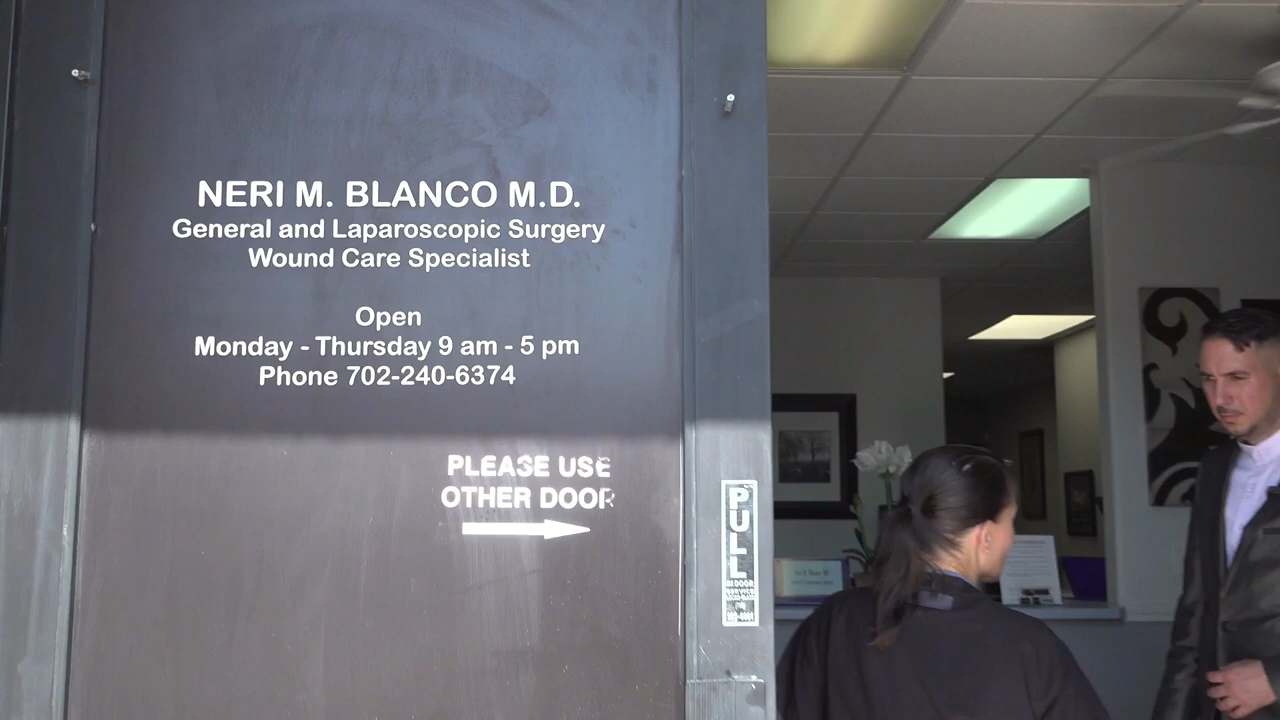 NERI M. BLANCO M.D.
General and Laparoscopic Surgery
Wound Care Specialist
Open
Monday - Thursday 9 am - 5 pm
Phone 702-240-6374
PLEASE USE
OTHER DOOR
PULL